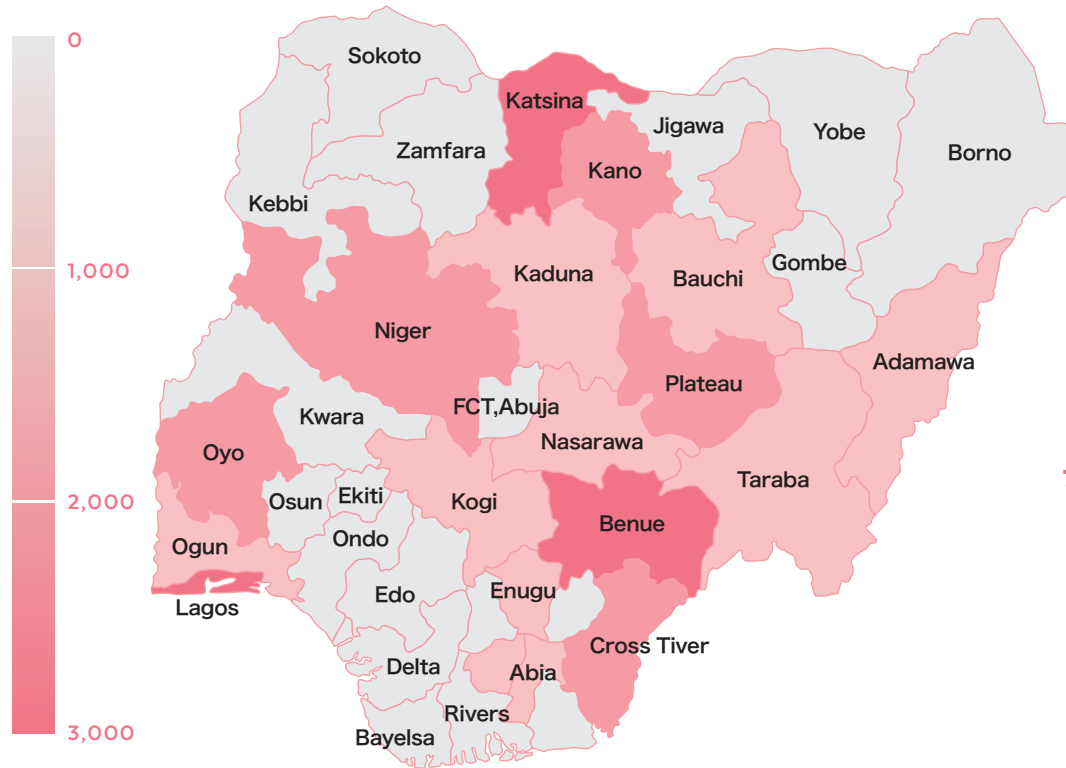 0
1,000
2,000
3,000
Sokoto
Katsina
Jigawa
Yobe
Borno
Zamfara
Kano
Kebbi
Kaduna
Bauchi
Gombe
Niger
Adamawa
Plateau
FCT,Abuja
Kwara
Nasarawa
Oyo
Taraba
Osun
Ekiti
Kogi
Benue
Ondo
Ogun
Enugu
Edo
Lagos
Cross Tiver
Delta
Abia
Rivers
Bayelsa